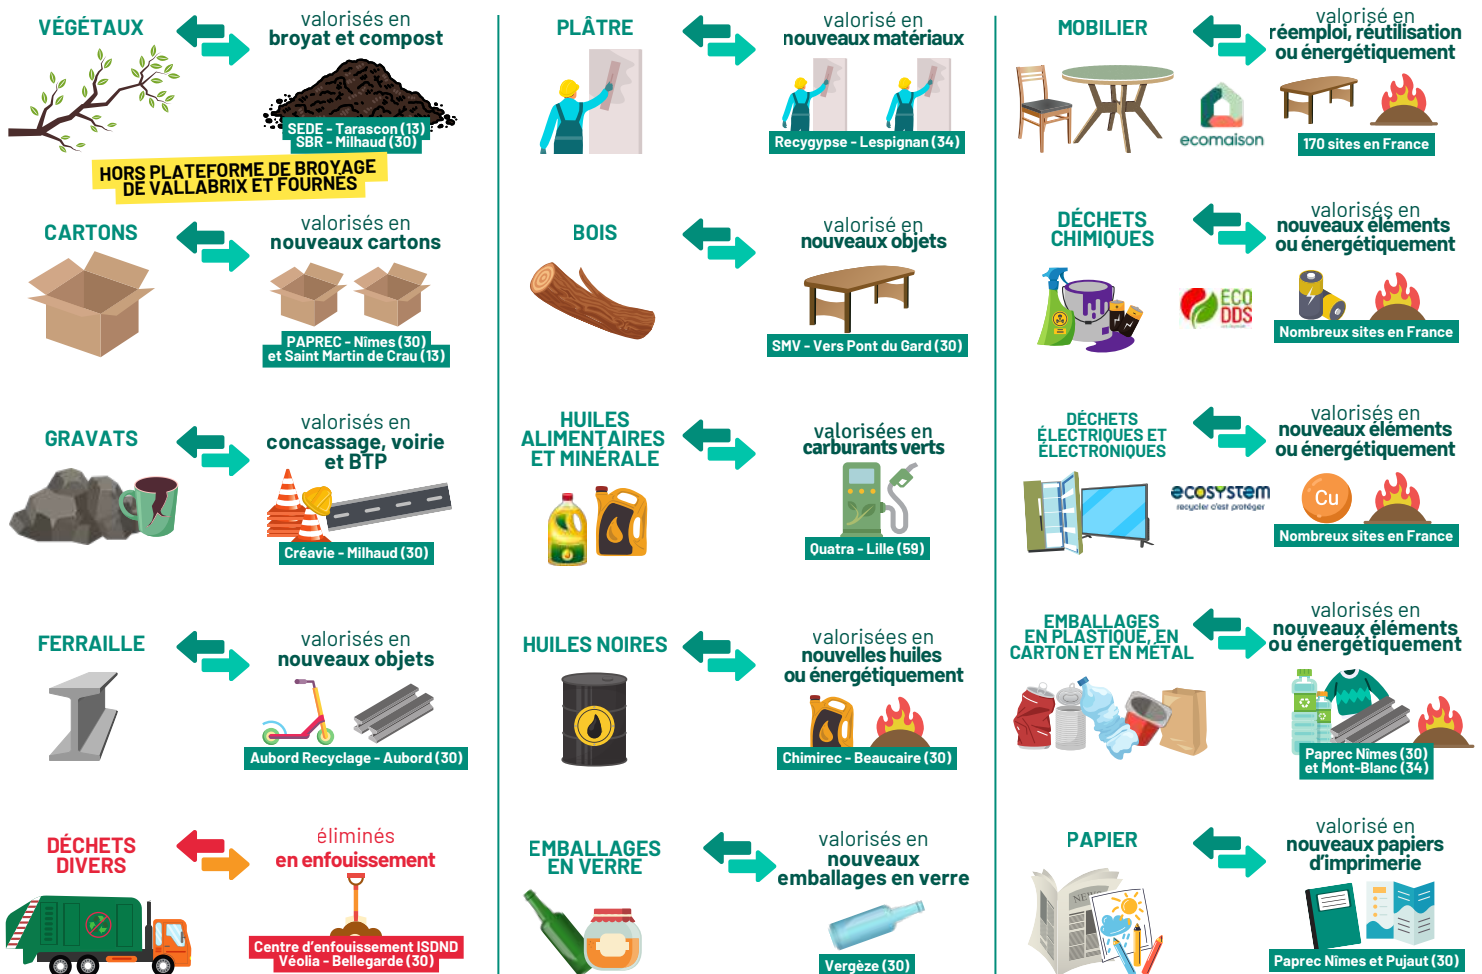 VÉGÉTAUX
valorisés en
broyat et compost
SEDE - Tarascon (13)
SBR - Milhaud (30)
HORS PLATEFORME DE BROYAGE
DE VALLABRIX ET FOURNÈS
CARTONS
valorisés en
nouveaux cartons
PAPREC - Nîmes (30)
et Saint Martin de Crau (13)
GRAVATS
valorisés en
concassage, voirie
et BTP
Créavie - Milhaud (30)
FERRAILLE
valorisés en
nouveaux objets
Aubord Recyclage - Aubord (30)
DÉCHETS
DIVERS
éliminés
en enfouissement
Centre d'enfouissement ISDND
Véolia - Bellegarde (30)
PLÂTRE
valorisé en
nouveaux matériaux
Recygypse - Lespignan (34)
BOIS
valorisé en
nouveaux objets
SMV - Vers Pont du Gard (30)
HUILES
ALIMENTAIRES
ET MINÉRALE
valorisées en
carburants verts
Quatra - Lille (59)
HUILES NOIRES
valorisées en
nouvelles huiles
ou énergétiquement
Chimirec - Beaucaire (30)
EMBALLAGES
EN VERRE
valorisés en
nouveaux
emballages en verre
Vergèze (30)
MOBILIER
valorisé en
réemploi, réutilisation
ou énergétiquement
ecomaison
170 sites en France
DÉCHETS
CHIMIQUES
valorisés en
nouveaux éléments
ou énergétiquement
ECO
DDS
Nombreux sites en France
DÉCHETS
ÉLECTRIQUES ET
ÉLECTRONIQUES
valorisés en
nouveaux éléments
ou énergétiquement
ecosystem
recycler c'est protéger
Cu
Nombreux sites en France
EMBALLAGES
EN PLASTIQUE, EN
CARTON ET EN MÉTAL
valorisés en
nouveaux éléments
ou énergétiquement
Paprec Nîmes (30)
et Mont-Blanc (34)
PAPIER
valorisé en
nouveaux papiers
d'imprimerie
NEWS
Paprec Nîmes et Pujaut (30)